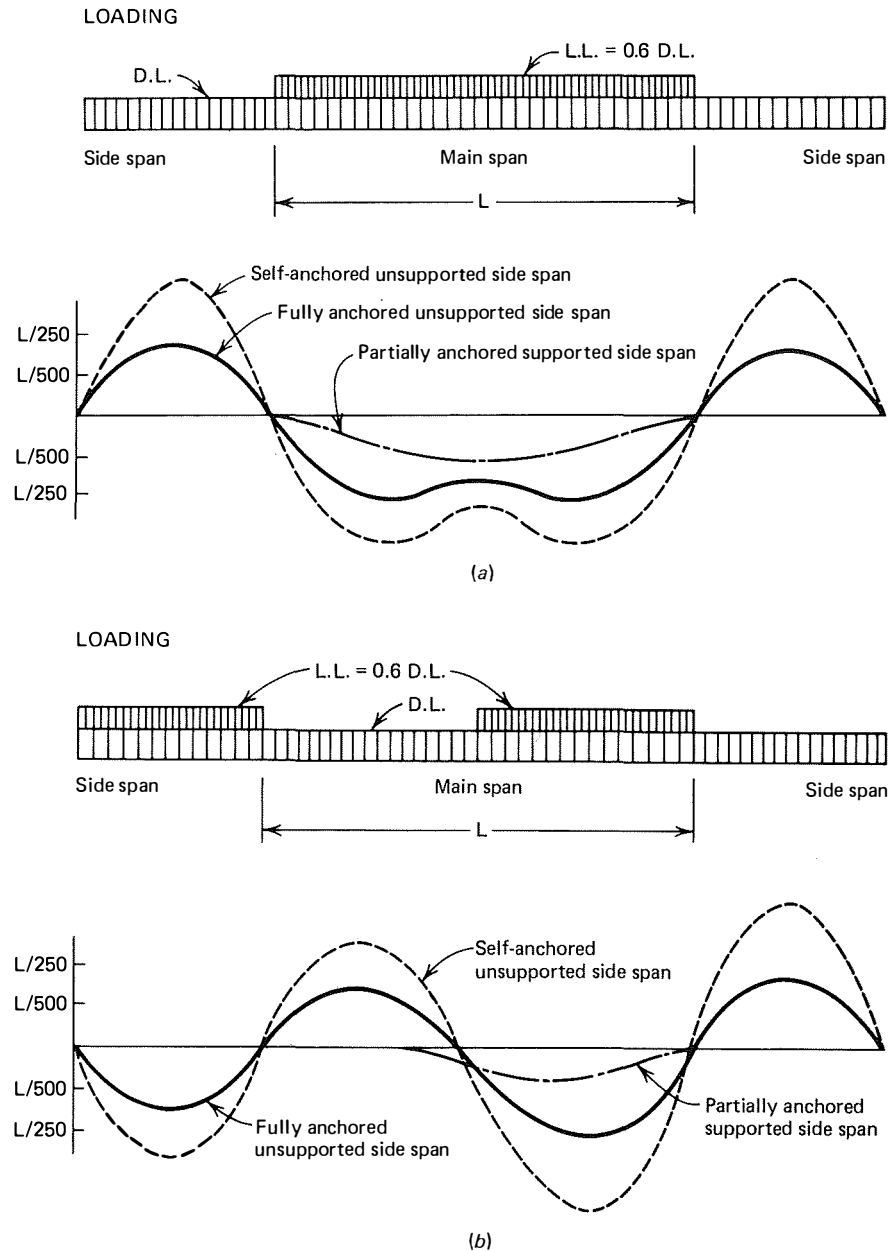 LOADING
L.L. = 0.6 D.L.
D.L.
Side span
Main span
Side span
L
Self-anchored unsupported side span
Fully anchored unsupported side span
Partially anchored supported side span
L/250
L/500
L/500
L/250
(a)
LOADING
L.L. = 0.6 D.L.
D.L.
Side span
Main span
Side span
L
L/250
L/500
L/500
L/250
Self-anchored
unsupported side span
Fully anchored
unsupported side span
Partially anchored
supported side span
(b)